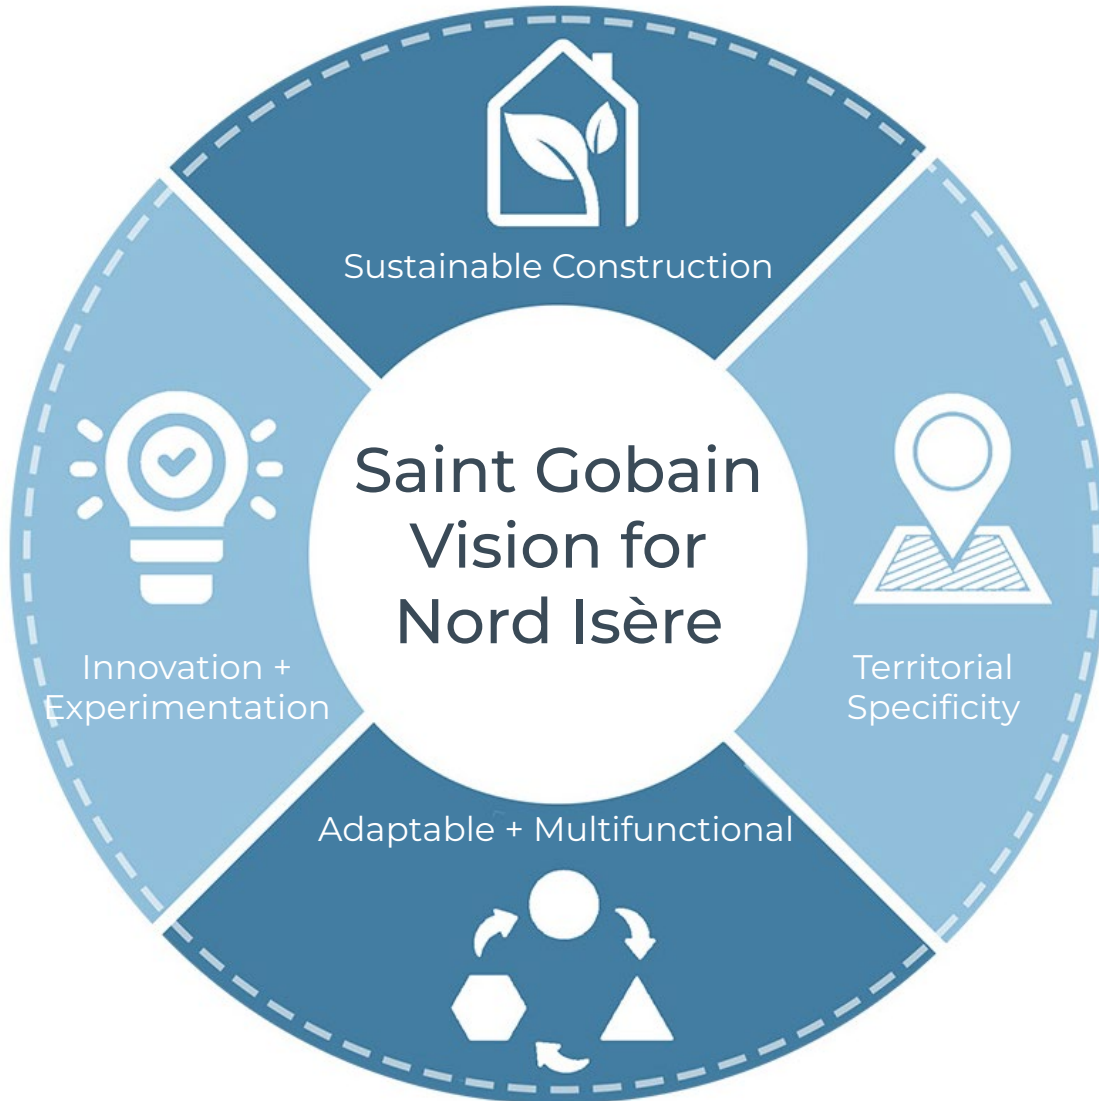 Sustainable Construction
Saint Gobain
Vision for
Nord Isère
Innovation +
Experimentation
Territorial
Specificity
Adaptable + Multifunctional